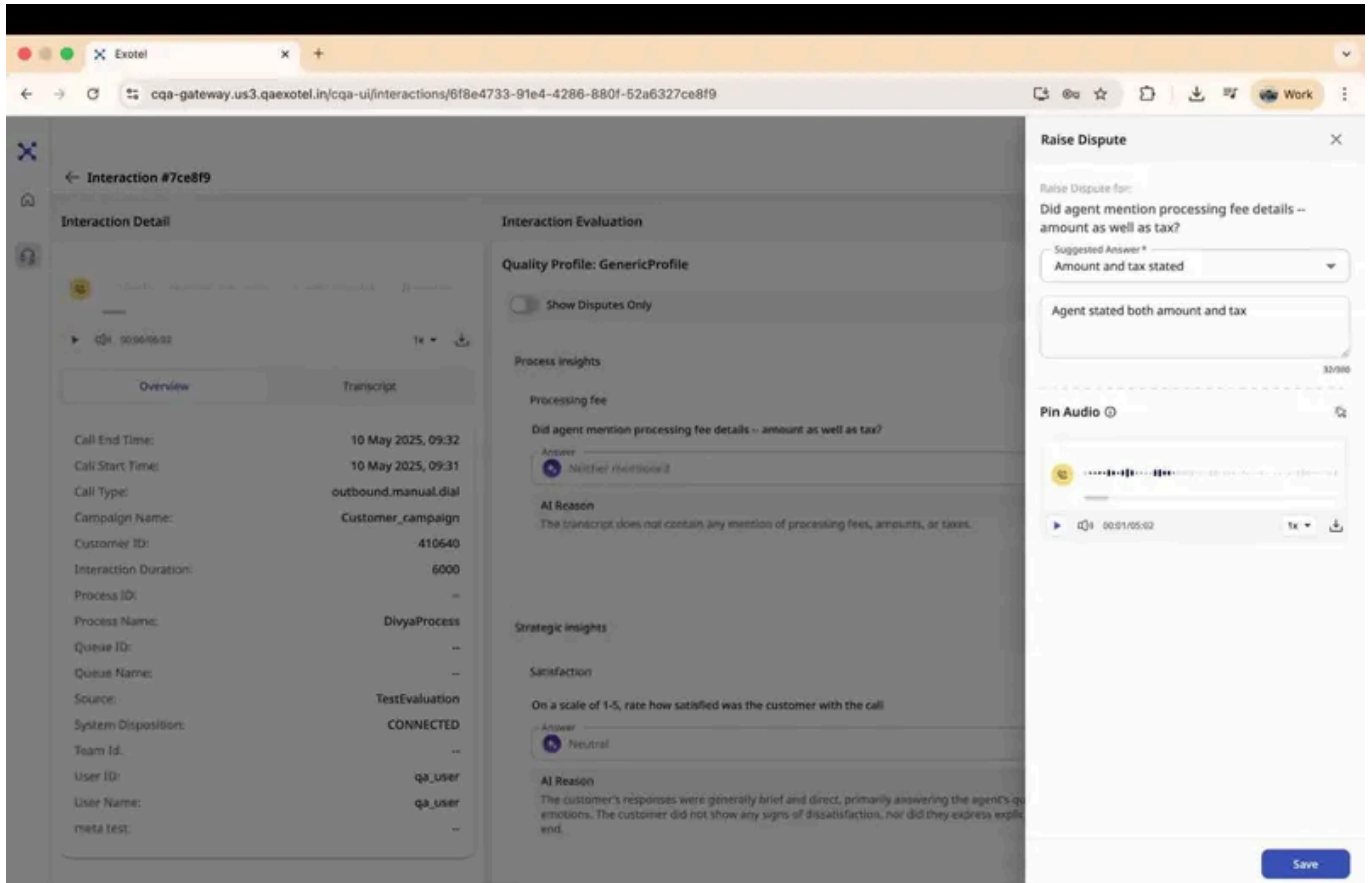 Exotel
cqa-gateway.us3.qaexotel.in/cqa-ui/interactions/6f8e4733-91e4-4286-880f-52a6327ce8f9
Work
Interaction #7ce8f9
Interaction Detail
00:00/05:02
1x
Overview
Transcript
Call End Time: 10 May 2025, 09:32
Call Start Time: 10 May 2025, 09:31
Call Type: outbound.manual.dial
Campaign Name: Customer_campaign
Customer ID: 410640
Interaction Duration: 6000
Process ID: --
Process Name: DivyaProcess
Queue ID: --
Queue Name: --
Source: TestEvaluation
System Disposition: CONNECTED
Team Id: --
User ID: qa_user
User Name: qa_user
meta test: --
Interaction Evaluation
Quality Profile: GenericProfile
Show Disputes Only
Process insights
Processing fee
Did agent mention processing fee details -- amount as well as tax?
Answer
Neither mentioned
AI Reason
The transcript does not contain any mention of processing fees, amounts, or taxes.
Strategic insights
Satisfaction
On a scale of 1-5, rate how satisfied was the customer with the call
Answer
Neutral
AI Reason
The customer's responses were generally brief and direct, primarily answering the agent's
emotions. The customer did not show any signs of dissatisfaction, nor did they express
end.
Raise Dispute
Raise Dispute for:
Did agent mention processing fee details --
amount as well as tax?
Suggested Answer *
Amount and tax stated
Agent stated both amount and tax
32/500
Pin Audio
00:01/05:02
1x
Save